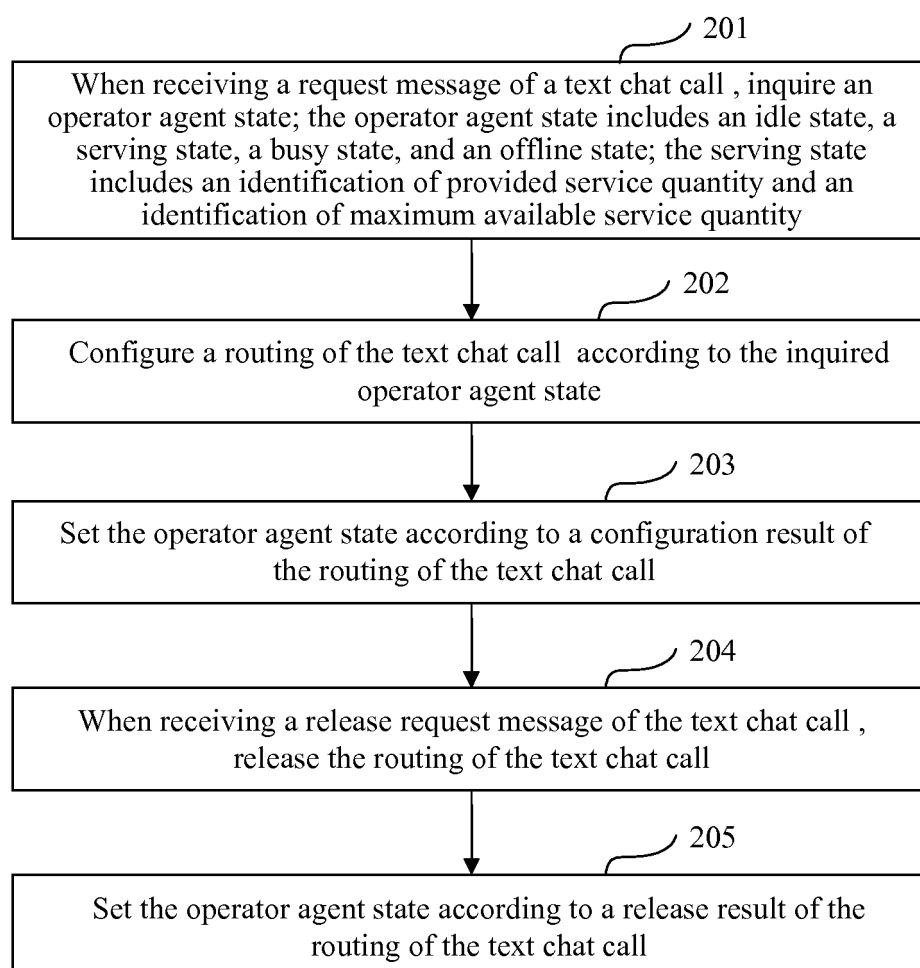 201
When receiving a request message of a text chat call , inquire an
operator agent state; the operator agent state includes an idle state, a
serving state, a busy state, and an offline state; the serving state
includes an identification of provided service quantity and an
identification of maximum available service quantity
202
Configure a routing of the text chat call according to the inquired
operator agent state
203
Set the operator agent state according to a configuration result of
the routing of the text chat call
204
When receiving a release request message of the text chat call ,
release the routing of the text chat call
205
Set the operator agent state according to a release result of the
routing of the text chat call